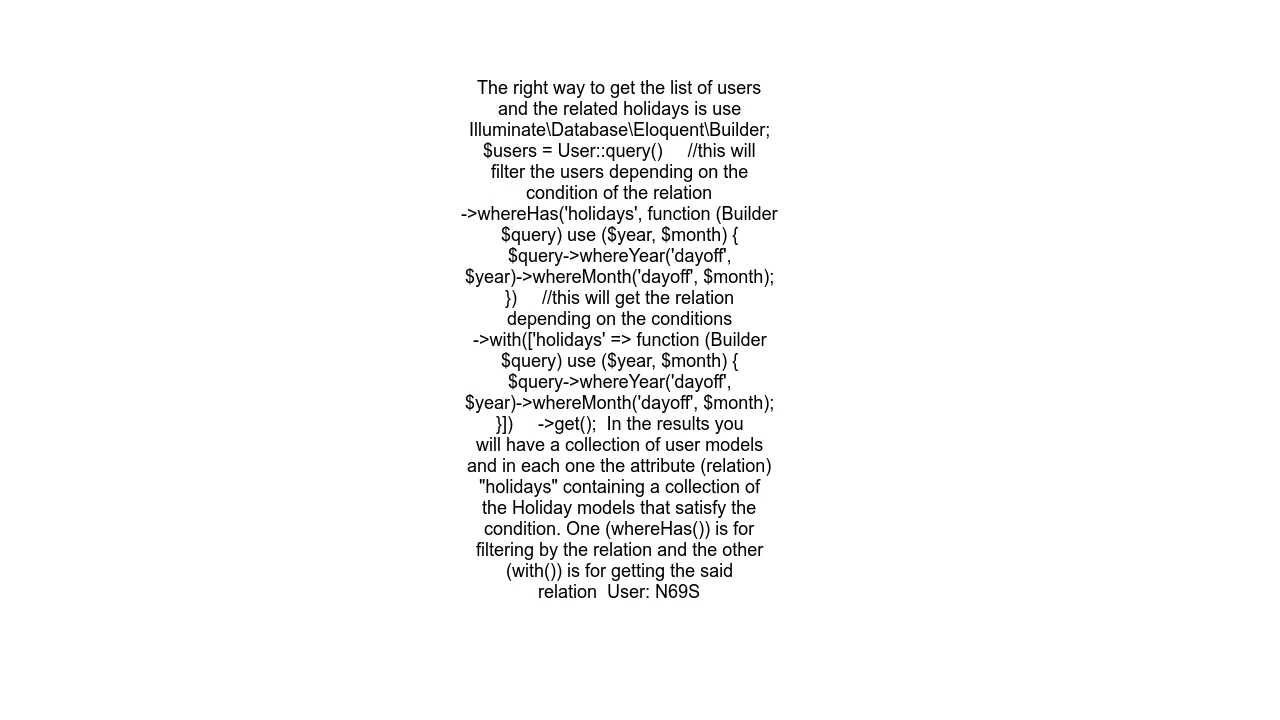 The right way to get the list of users
and the related holidays is use
Illuminate\Database\Eloquent\Builder;
$users = User::query()     //this will
filter the users depending on the
condition of the relation
->whereHas('holidays', function (Builder
$query) use ($year, $month) {
$query->whereYear('dayoff',
$year)->whereMonth('dayoff', $month);
})     //this will get the relation
depending on the conditions
->with(['holidays' => function (Builder
$query) use ($year, $month) {
$query->whereYear('dayoff',
$year)->whereMonth('dayoff', $month);
}])     ->get();  In the results you
will have a collection of user models
and in each one the attribute (relation)
"holidays" containing a collection of
the Holiday models that satisfy the
condition. One (whereHas()) is for
filtering by the relation and the other
(with()) is for getting the said
relation  User: N69S